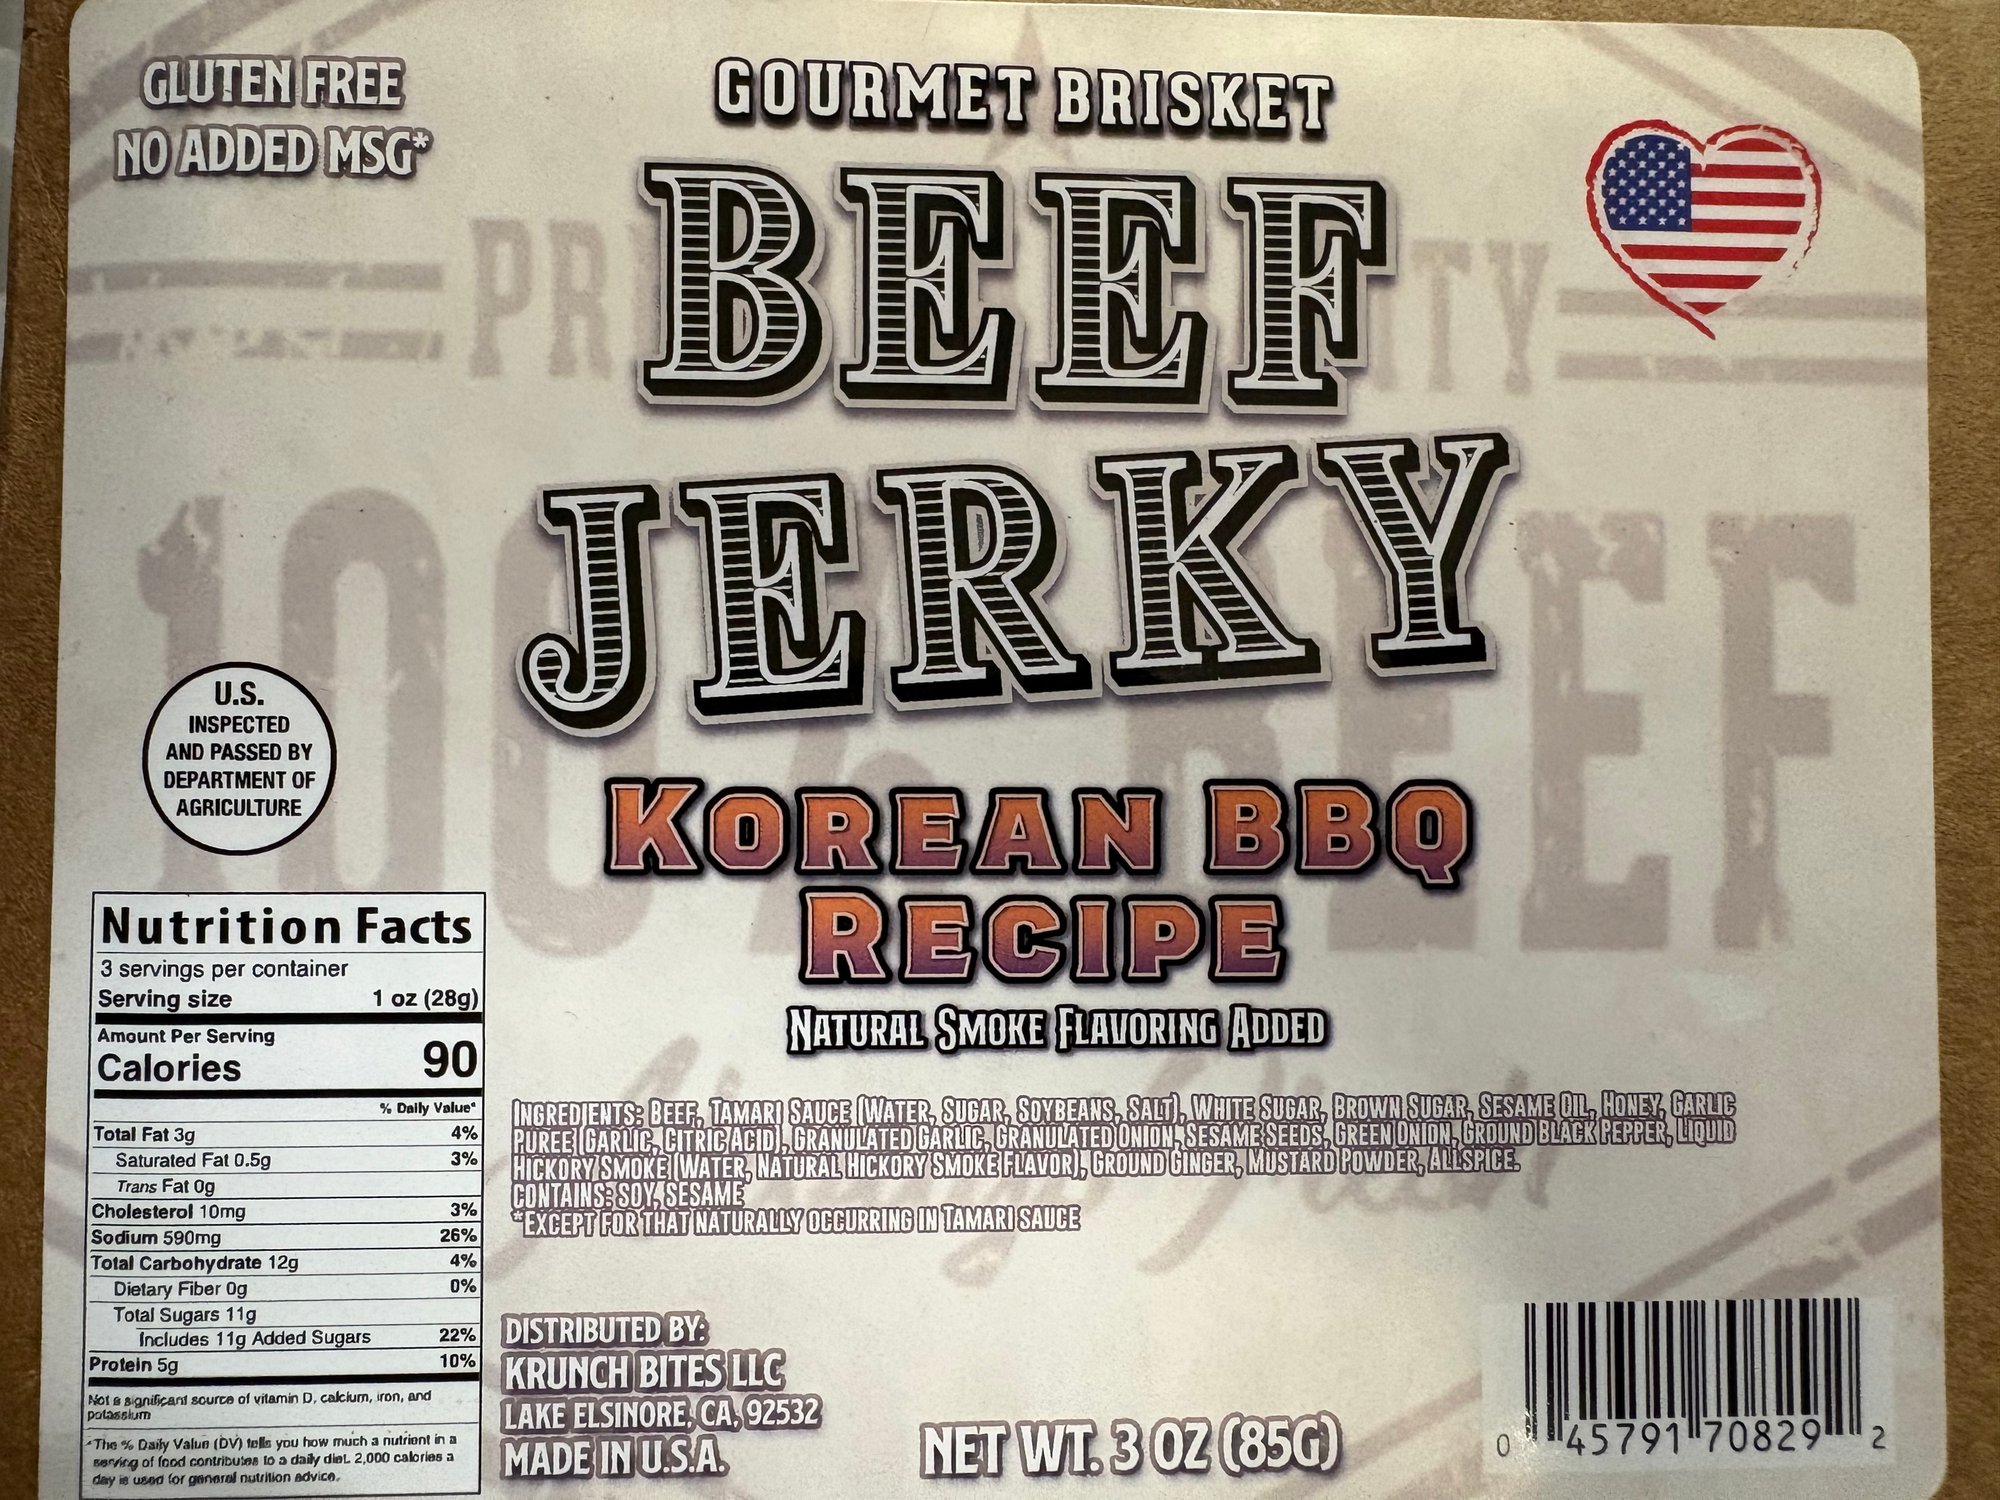 GLUTEN FREE
NO ADDED MSG*
GOURMET BRISKET
BEEF
JERKY
100% BEEF
KOREAN BBQ
RECIPE
NATURAL SMOKE FLAVORING ADDED
U.S.
INSPECTED
AND PASSED BY
DEPARTMENT OF
AGRICULTURE
Nutrition Facts
3 servings per container
Serving size 1 oz (28g)
Amount Per Serving
Calories 90
% Daily Value*
Total Fat 3g 4%
Saturated Fat 0.5g 3%
Trans Fat 0g
Cholesterol 10mg 3%
Sodium 590mg 26%
Total Carbohydrate 12g 4%
Dietary Fiber 0g 0%
Total Sugars 11g
Includes 11g Added Sugars 22%
Protein 5g 10%
Not a significant source of vitamin D, calcium, iron, and
potassium
*The % Daily Value (DV) tells you how much a nutrient in a
serving of food contributes to a daily diet. 2,000 calories a
day is used for general nutrition advice.
INGREDIENTS: BEEF, TAMARI SAUCE (WATER, SUGAR, SOYBEANS, SALT), WHITE SUGAR, BROWN SUGAR, SESAME OIL, HONEY, GARLIC
PUREE (GARLIC, CITRIC ACID), GRANULATED GARLIC, GRANULATED ONION, SESAME SEEDS, GREEN ONION, GROUND BLACK PEPPER, LIQUID
HICKORY SMOKE (WATER, NATURAL HICKORY SMOKE FLAVOR), GROUND GINGER, MUSTARD POWDER, ALLSPICE.
CONTAINS: SOY, SESAME
*EXCEPT FOR THAT NATURALLY OCCURRING IN TAMARI SAUCE
DISTRIBUTED BY:
KRUNCH BITES LLC
LAKE ELSINORE, CA, 92532
MADE IN U.S.A.
NET WT. 3 OZ (85G)
0 45791 70829 2